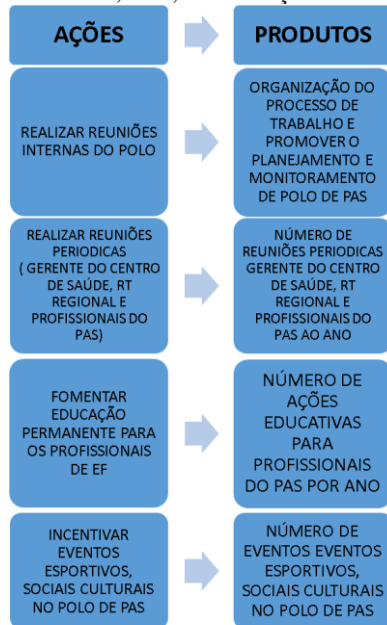 AÇÕES
PRODUTOS
REALIZAR REUNIÕES
INTERNAS DO POLO
ORGANIZAÇÃO DO
PROCESSO DE
TRABALHO E
PROMOVER O
PLANEJAMENTO E
MONITORAMENTO
DE POLO DE PAS
REALIZAR REUNIÕES
PERIODICAS
( GERENTE DO CENTRO
DE SAÚDE, RT
REGIONAL E
PROFISSIONAIS DO
PAS)
NÚMERO DE
REUNIÕES PERIODICAS
GERENTE DO CENTRO
DE SAÚDE, RT
REGIONAL E
PROFISSIONAIS DO
PAS AO ANO
FOMENTAR
EDUCAÇÃO
PERMANENTE PARA
OS PROFISSIONAIS
DE EF
NÚMERO DE
AÇÕES
EDUCATIVAS
PARA
PROFISSIONAIS
DO PAS POR ANO
INCENTIVAR
EVENTOS
ESPORTIVOS,
SOCIAIS CULTURAIS
NO POLO DE PAS
NÚMERO DE
EVENTOS EVENTOS
ESPORTIVOS,
SOCIAIS CULTURAIS
NO POLO DE PAS